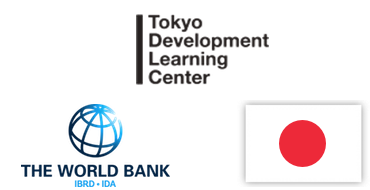 Tokyo
Development
Learning
Center
THE WORLD BANK
IBRD • IDA